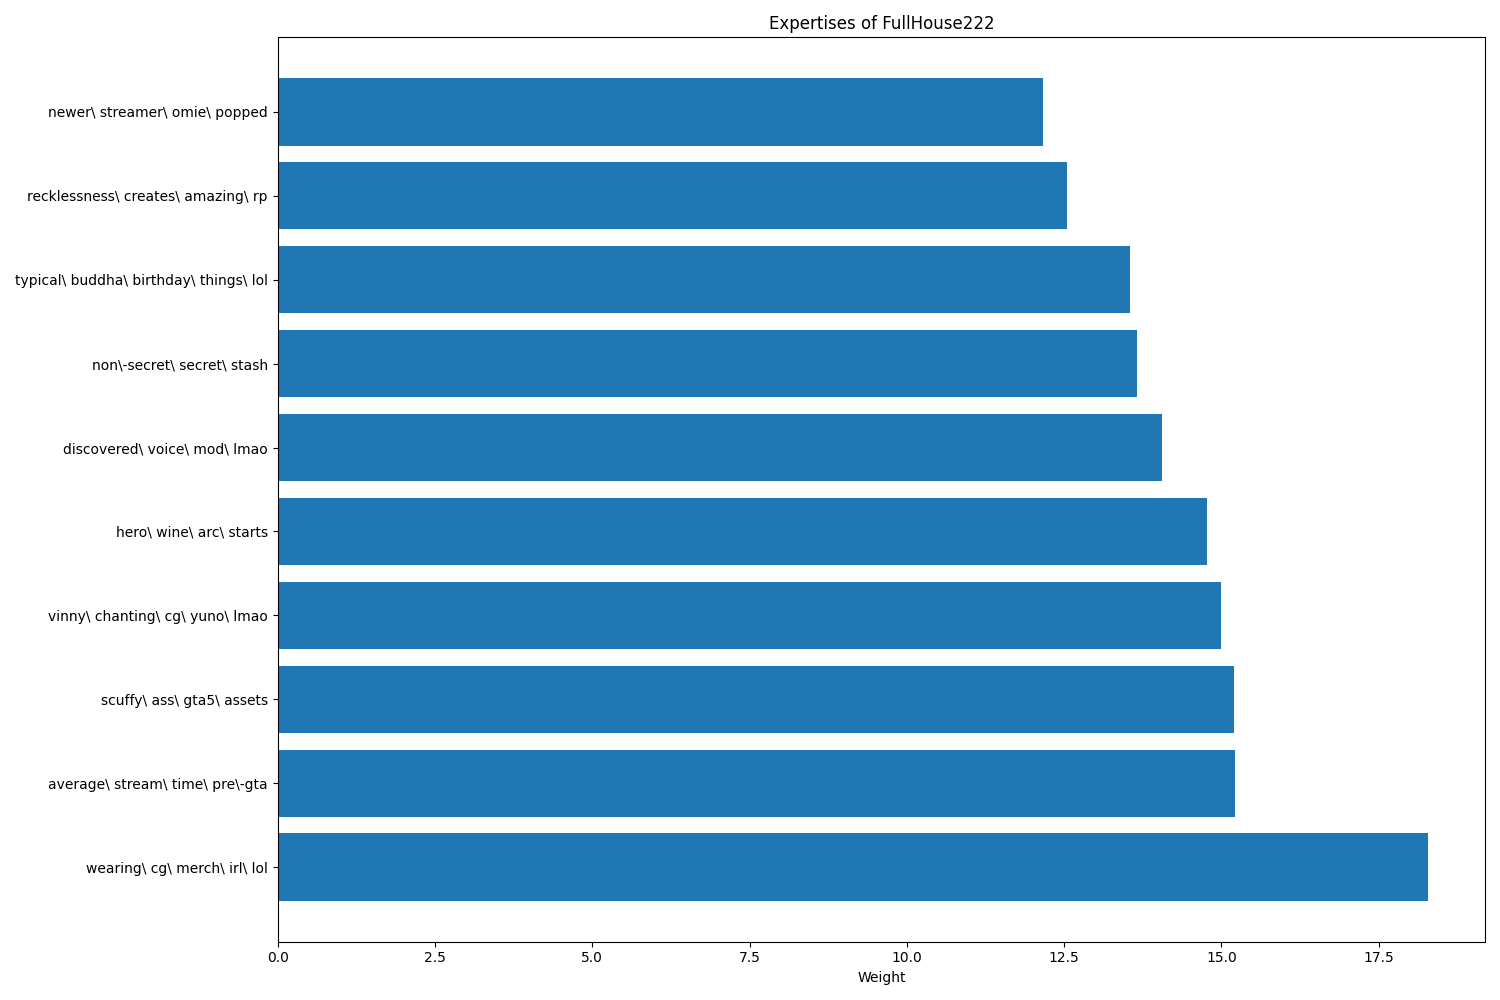 Expertises of FullHouse222
newer\ streamer\ omie\ popped
recklessness\ creates\ amazing\ rp
typical\ buddha\ birthday\ things\ lol
non\-secret\ secret\ stash
discovered\ voice\ mod\ lmao
hero\ wine\ arc\ starts
vinny\ chanting\ cg\ yuno\ lmao
scuffy\ ass\ gta5\ assets
average\ stream\ time\ pre\-gta
wearing\ cg\ merch\ irl\ lol
0.0 2.5 5.0 7.5 10.0 12.5 15.0 17.5
Weight